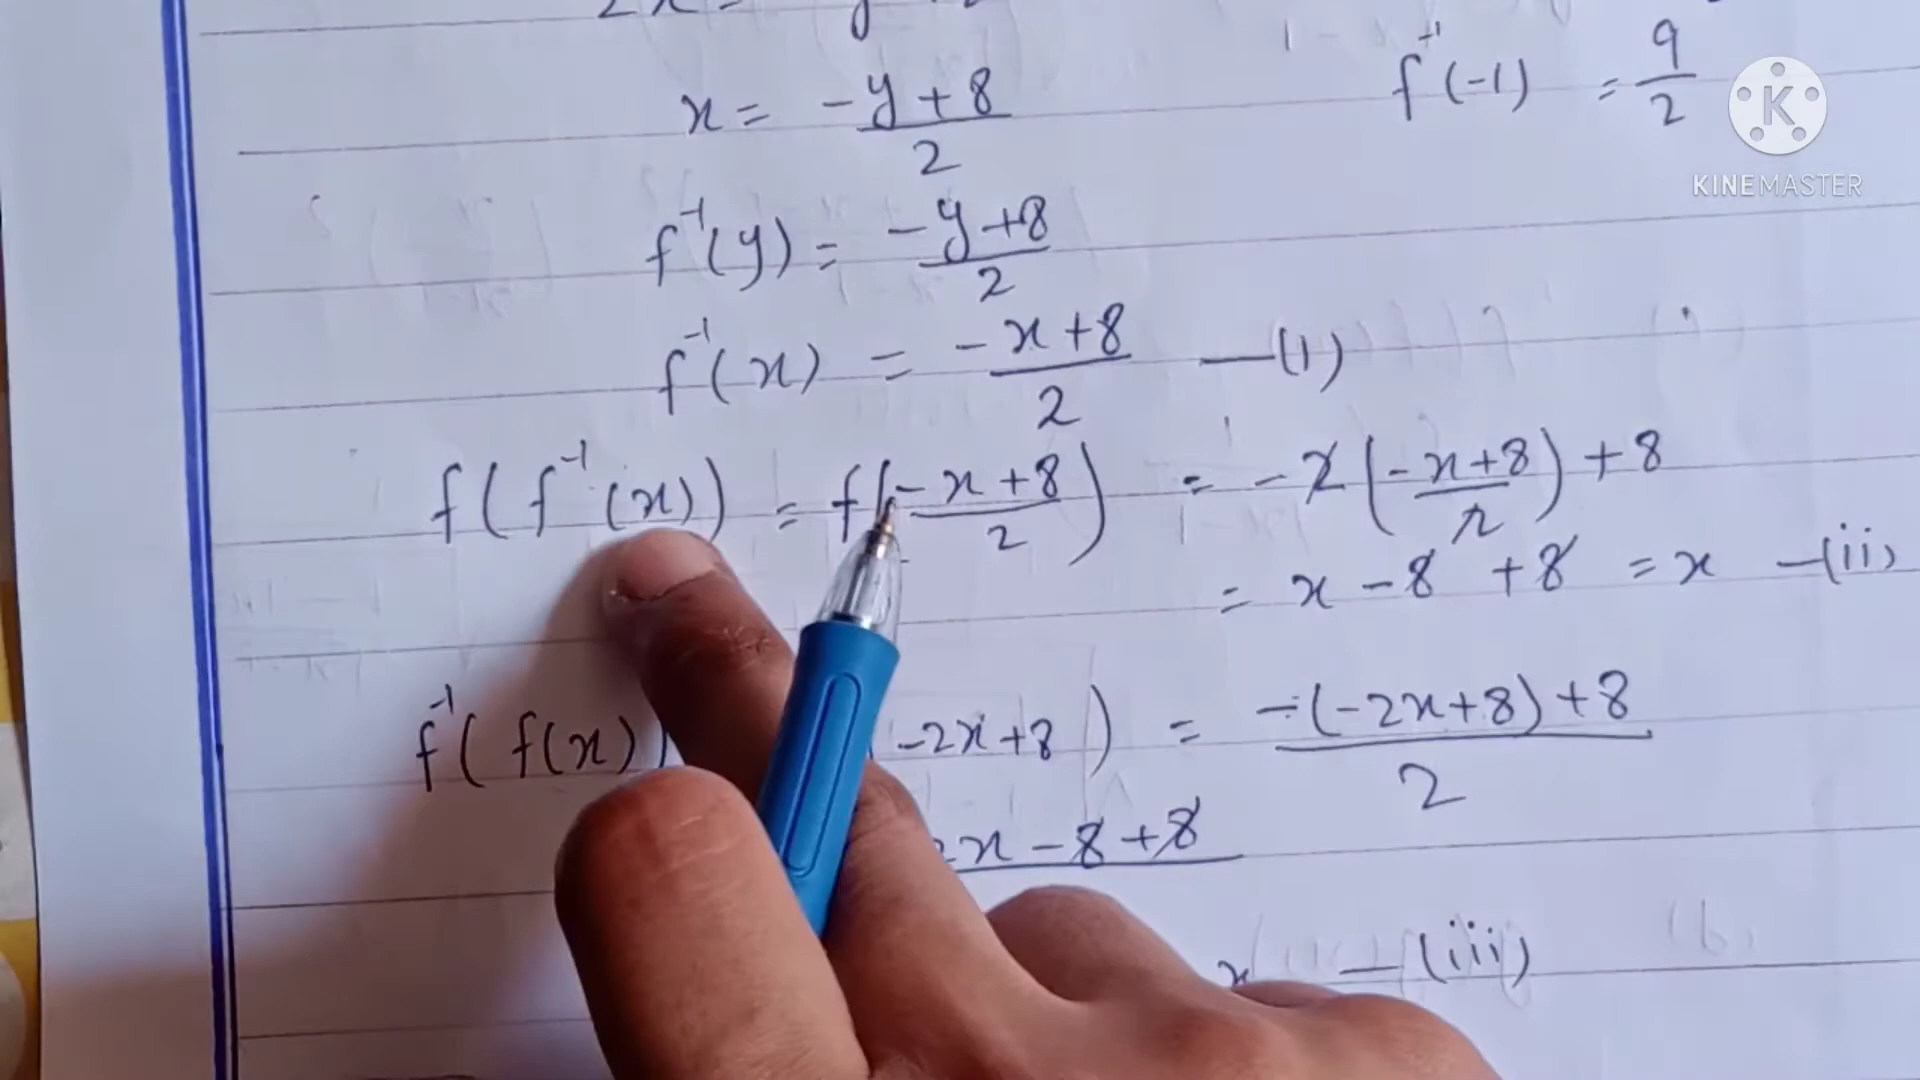 x = -y+8/2
f⁻¹(-1) = 9/2
KINEMASTER
f⁻¹(y) = -y+8/2
f⁻¹(x) = -x+8/2 —(1)
f(f⁻¹(x)) = f(-x+8/2) = -2(-x+8/2)+8
= x-8+8 = x —(ii)
f⁻¹(f(x) -2x+8) = -(-2x+8)+8/2
2x-8+8
x —(iii)